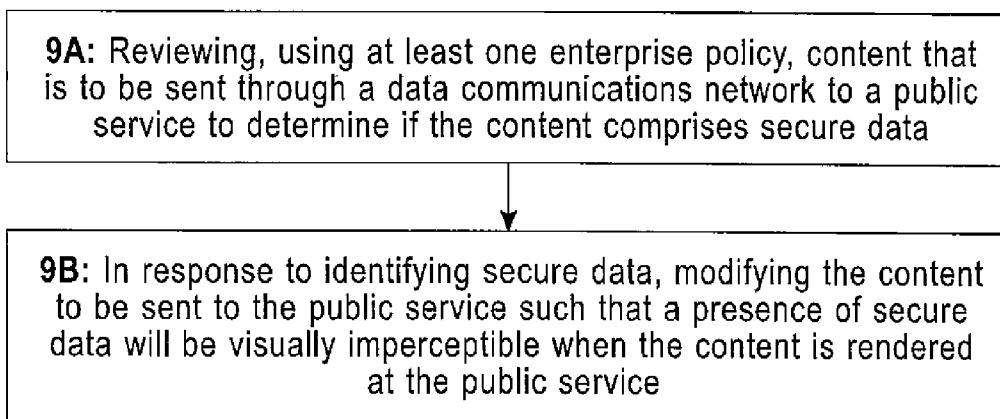 9A: Reviewing, using at least one enterprise policy, content that
is to be sent through a data communications network to a public
service to determine if the content comprises secure data
9B: In response to identifying secure data, modifying the content
to be sent to the public service such that a presence of secure
data will be visually imperceptible when the content is rendered
at the public service